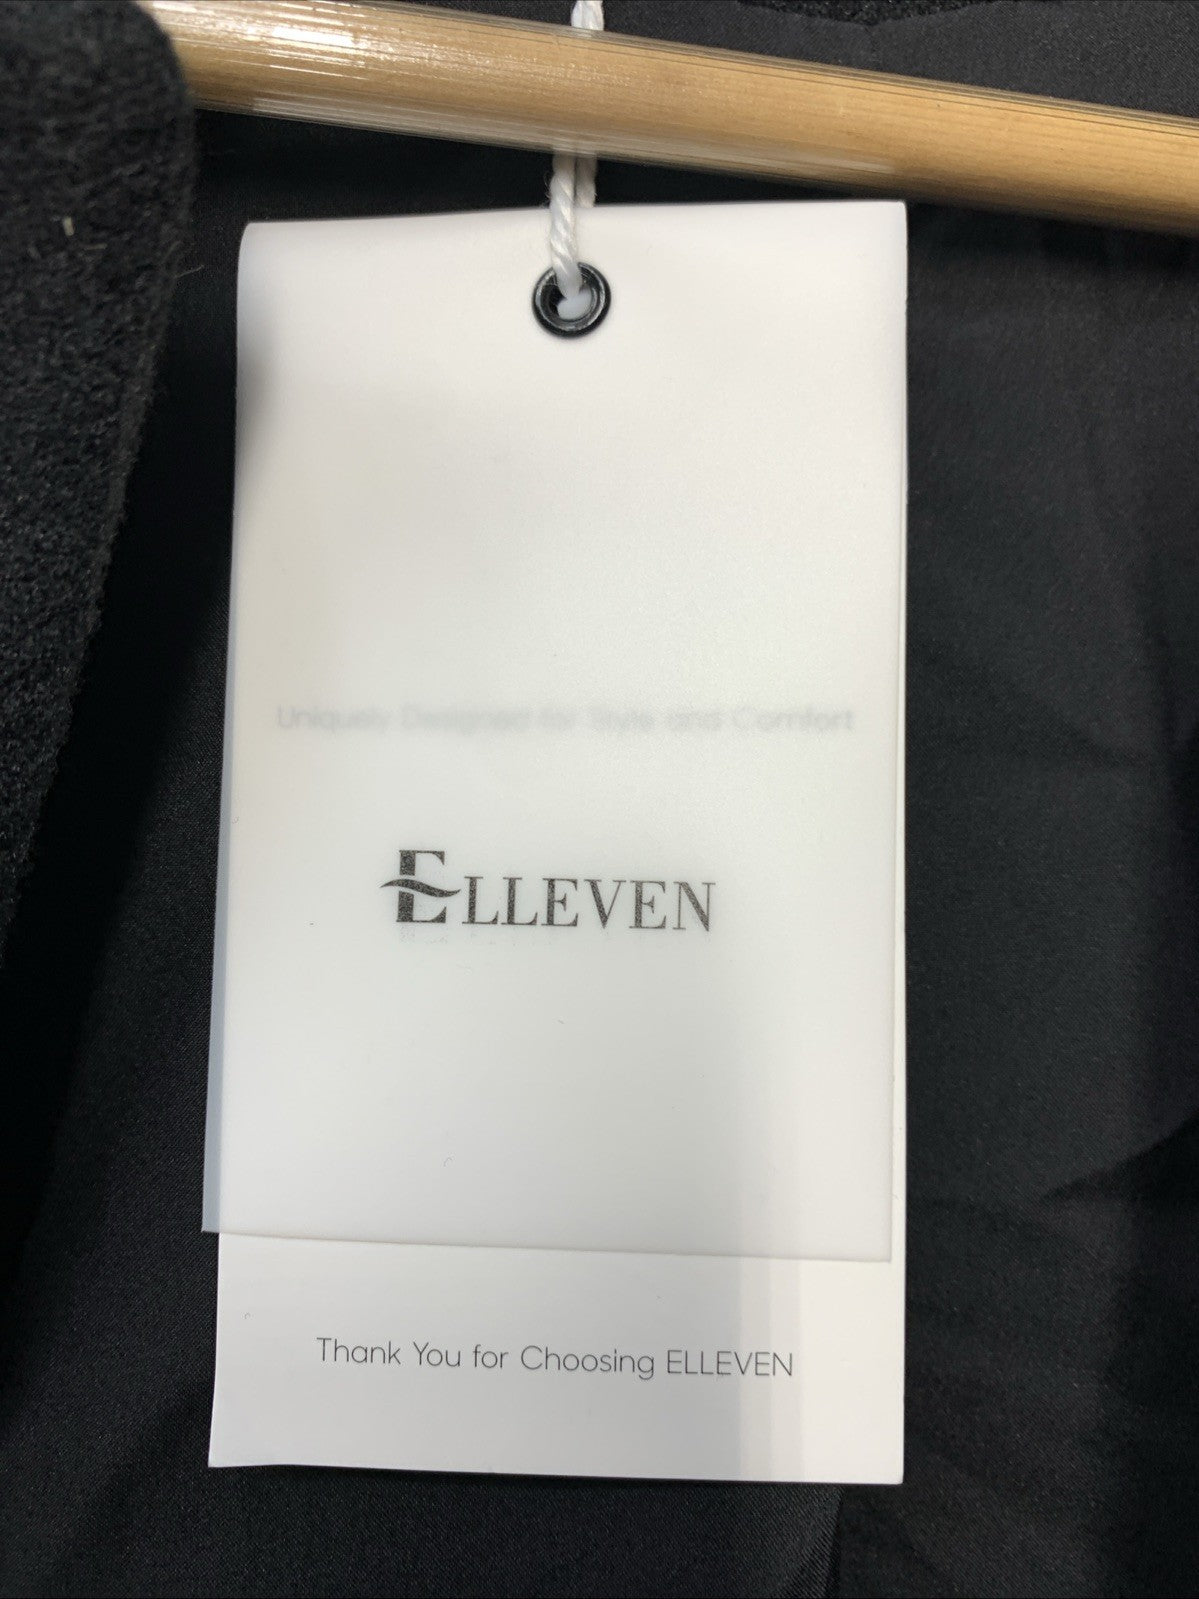 Uniquely Designed for Style and Comfort
ELLEVEN
Thank You for Choosing ELLEVEN